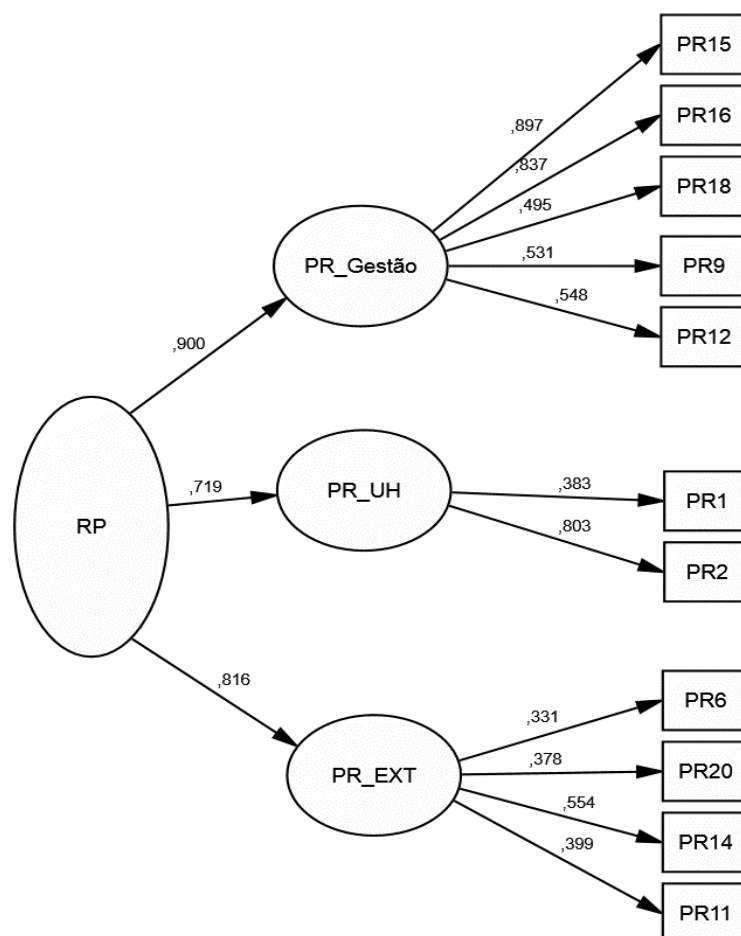 PR15
,897
PR16
,837
PR18
,495
PR_Gestão
,531
PR9
,548
PR12
,900
PR_UH
,383
PR1
,719
,803
PR2
RP
,816
,331
PR6
PR_EXT
,378
PR20
,554
PR14
,399
PR11